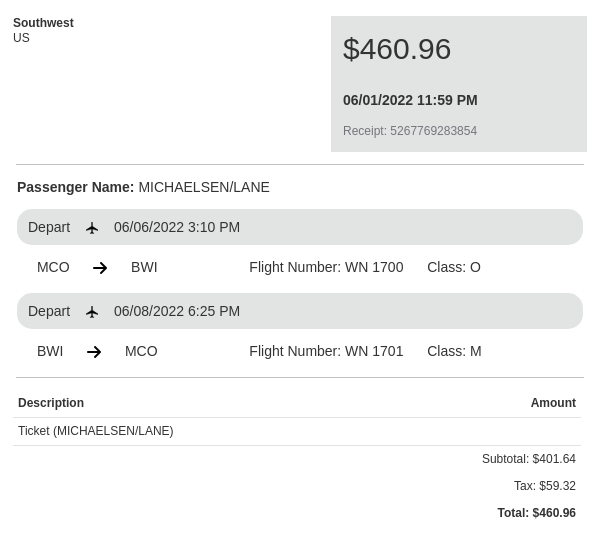 Southwest
US
$460.96
06/01/2022 11:59 PM
Receipt: 5267769283854
Passenger Name: MICHAELSEN/LANE
Depart 06/06/2022 3:10 PM
MCO BWI Flight Number: WN 1700 Class: O
Depart 06/08/2022 6:25 PM
BWI MCO Flight Number: WN 1701 Class: M
Description Amount
Ticket (MICHAELSEN/LANE)
Subtotal: $401.64
Tax: $59.32
Total: $460.96